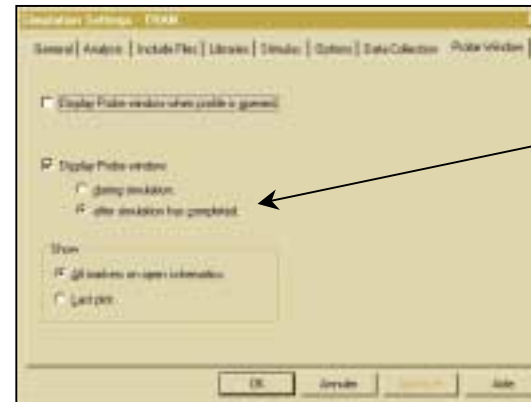 Simulation Settings - ERAN
General Analysis Include Files Libraries Stimulus Options Data Collection Probe Window
Display Probe window when profile is opened.
Display Probe window:
during simulation.
after simulation has completed.
Show
All markers on open schematics.
Last plot.
OK Annuler Aide